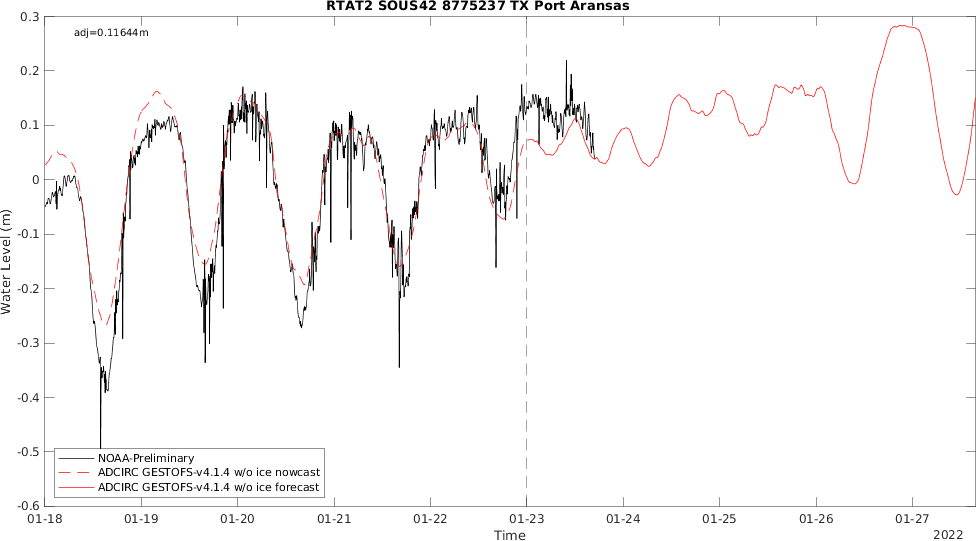 RTAT2 SOUS42 8775237 TX Port Aransas
adj=0.11644m
0.3
0.2
0.1
0
-0.1
-0.2
-0.3
-0.4
-0.5
-0.6
Water Level (m)
NOAA-Preliminary
ADCIRC GESTOFS-v4.1.4 w/o ice nowcast
ADCIRC GESTOFS-v4.1.4 w/o ice forecast
01-18 01-19 01-20 01-21 01-22 01-23 01-24 01-25 01-26 01-27
Time
2022